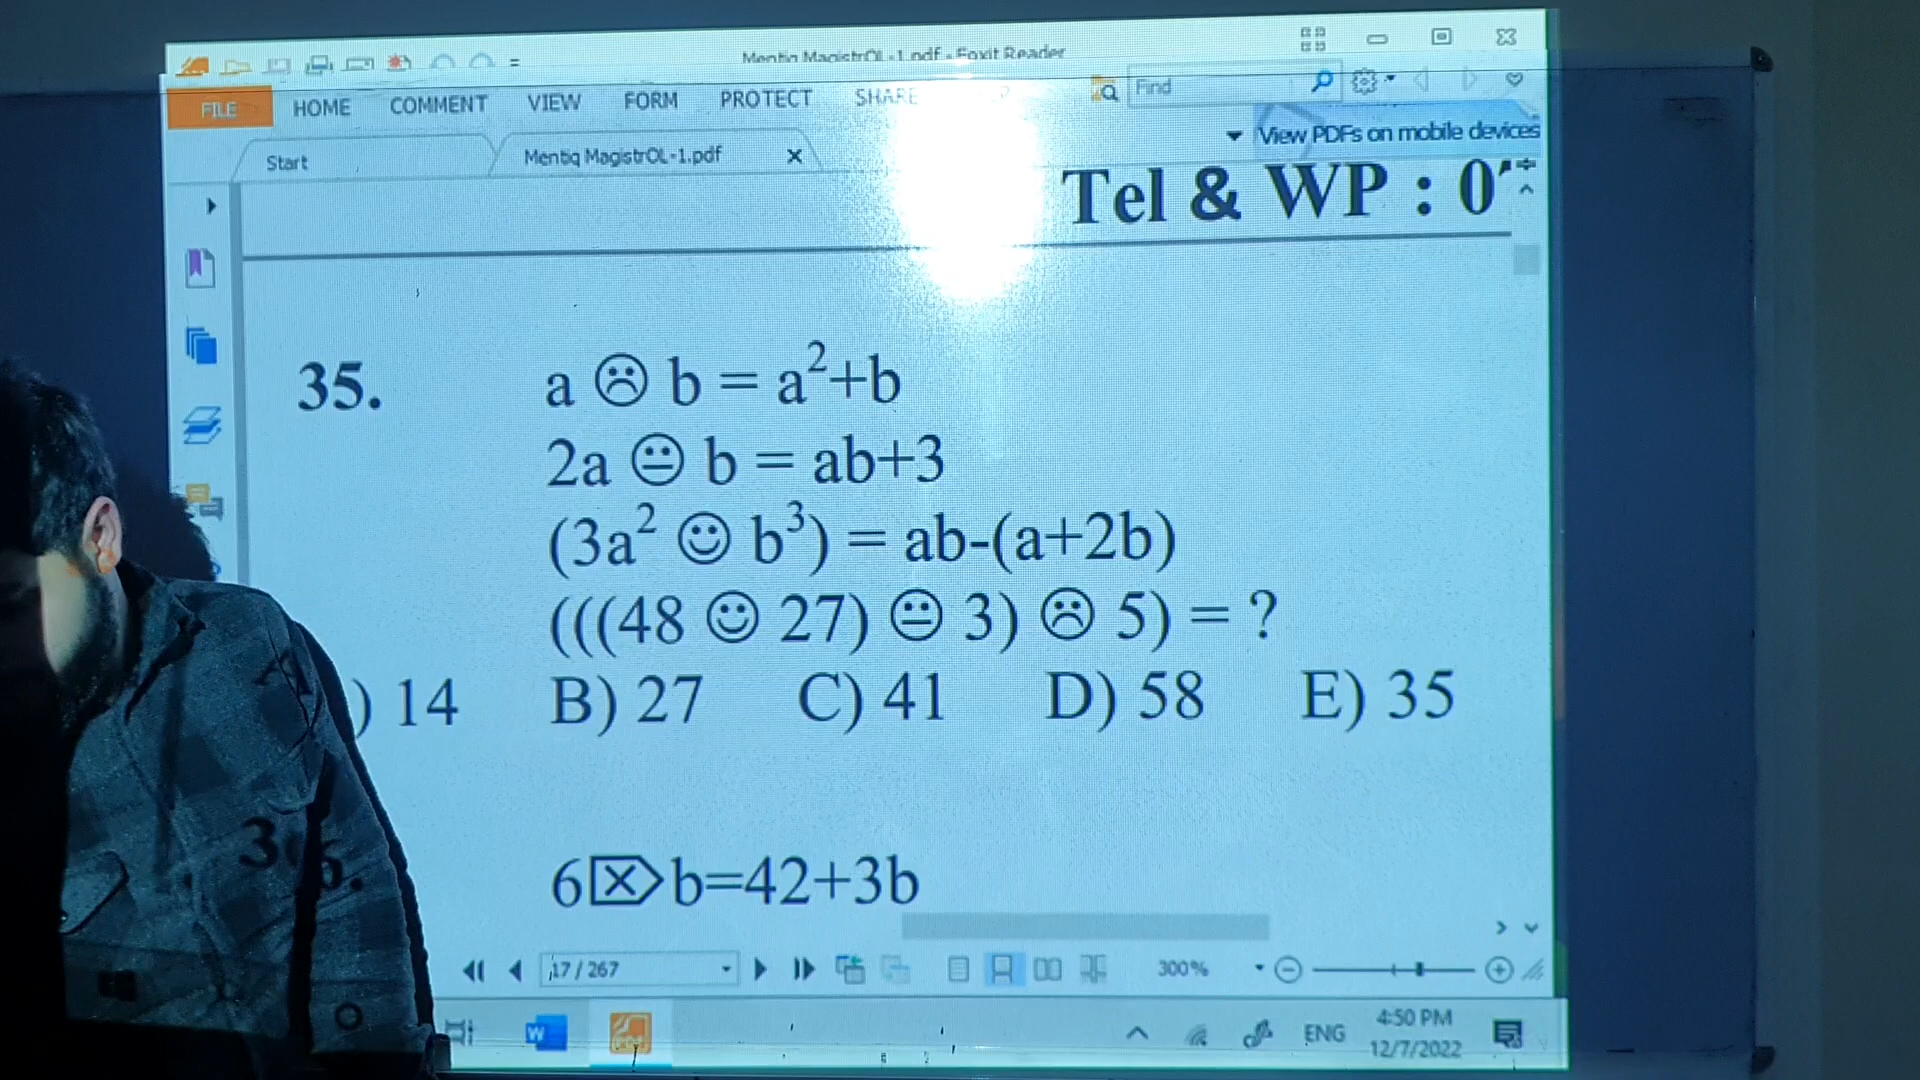 Mentiq MagistrOL-1.pdf - Foxit Reader
FILE HOME COMMENT VIEW FORM PROTECT SHARE
Find
View PDFs on mobile devices
Start
Mentiq MagistrOL-1.pdf
Tel & WP : 0
35. a ☹ b = a²+b
2a 😐 b = ab+3
(3a² ☺ b³) = ab-(a+2b)
(((48 ☺ 27) 😐 3) ☹ 5) = ?
) 14 B) 27 C) 41 D) 58 E) 35
36.
6⌦b=42+3b
17 / 267
300%
ENG
4:50 PM
12/7/2022